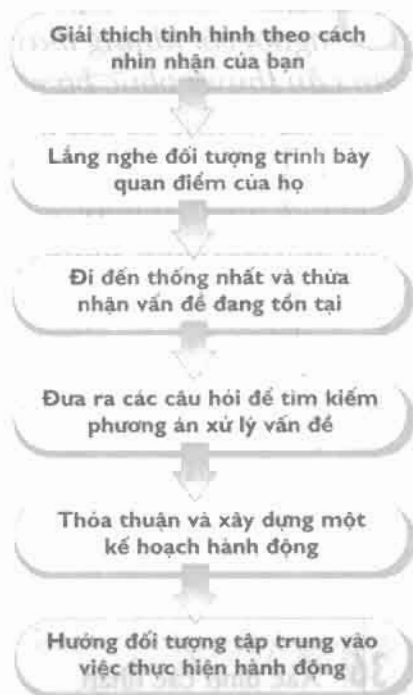 Giải thích tình hình theo cách
nhìn nhận của bạn
Lắng nghe đối tượng trình bày
quan điểm của họ
Đi đến thống nhất và thừa
nhận vấn đề đang tồn tại
Đưa ra các câu hỏi để tìm kiếm
phương án xử lý vấn đề
Thỏa thuận và xây dựng một
kế hoạch hành động
Hướng đối tượng tập trung vào
việc thực hiện hành động